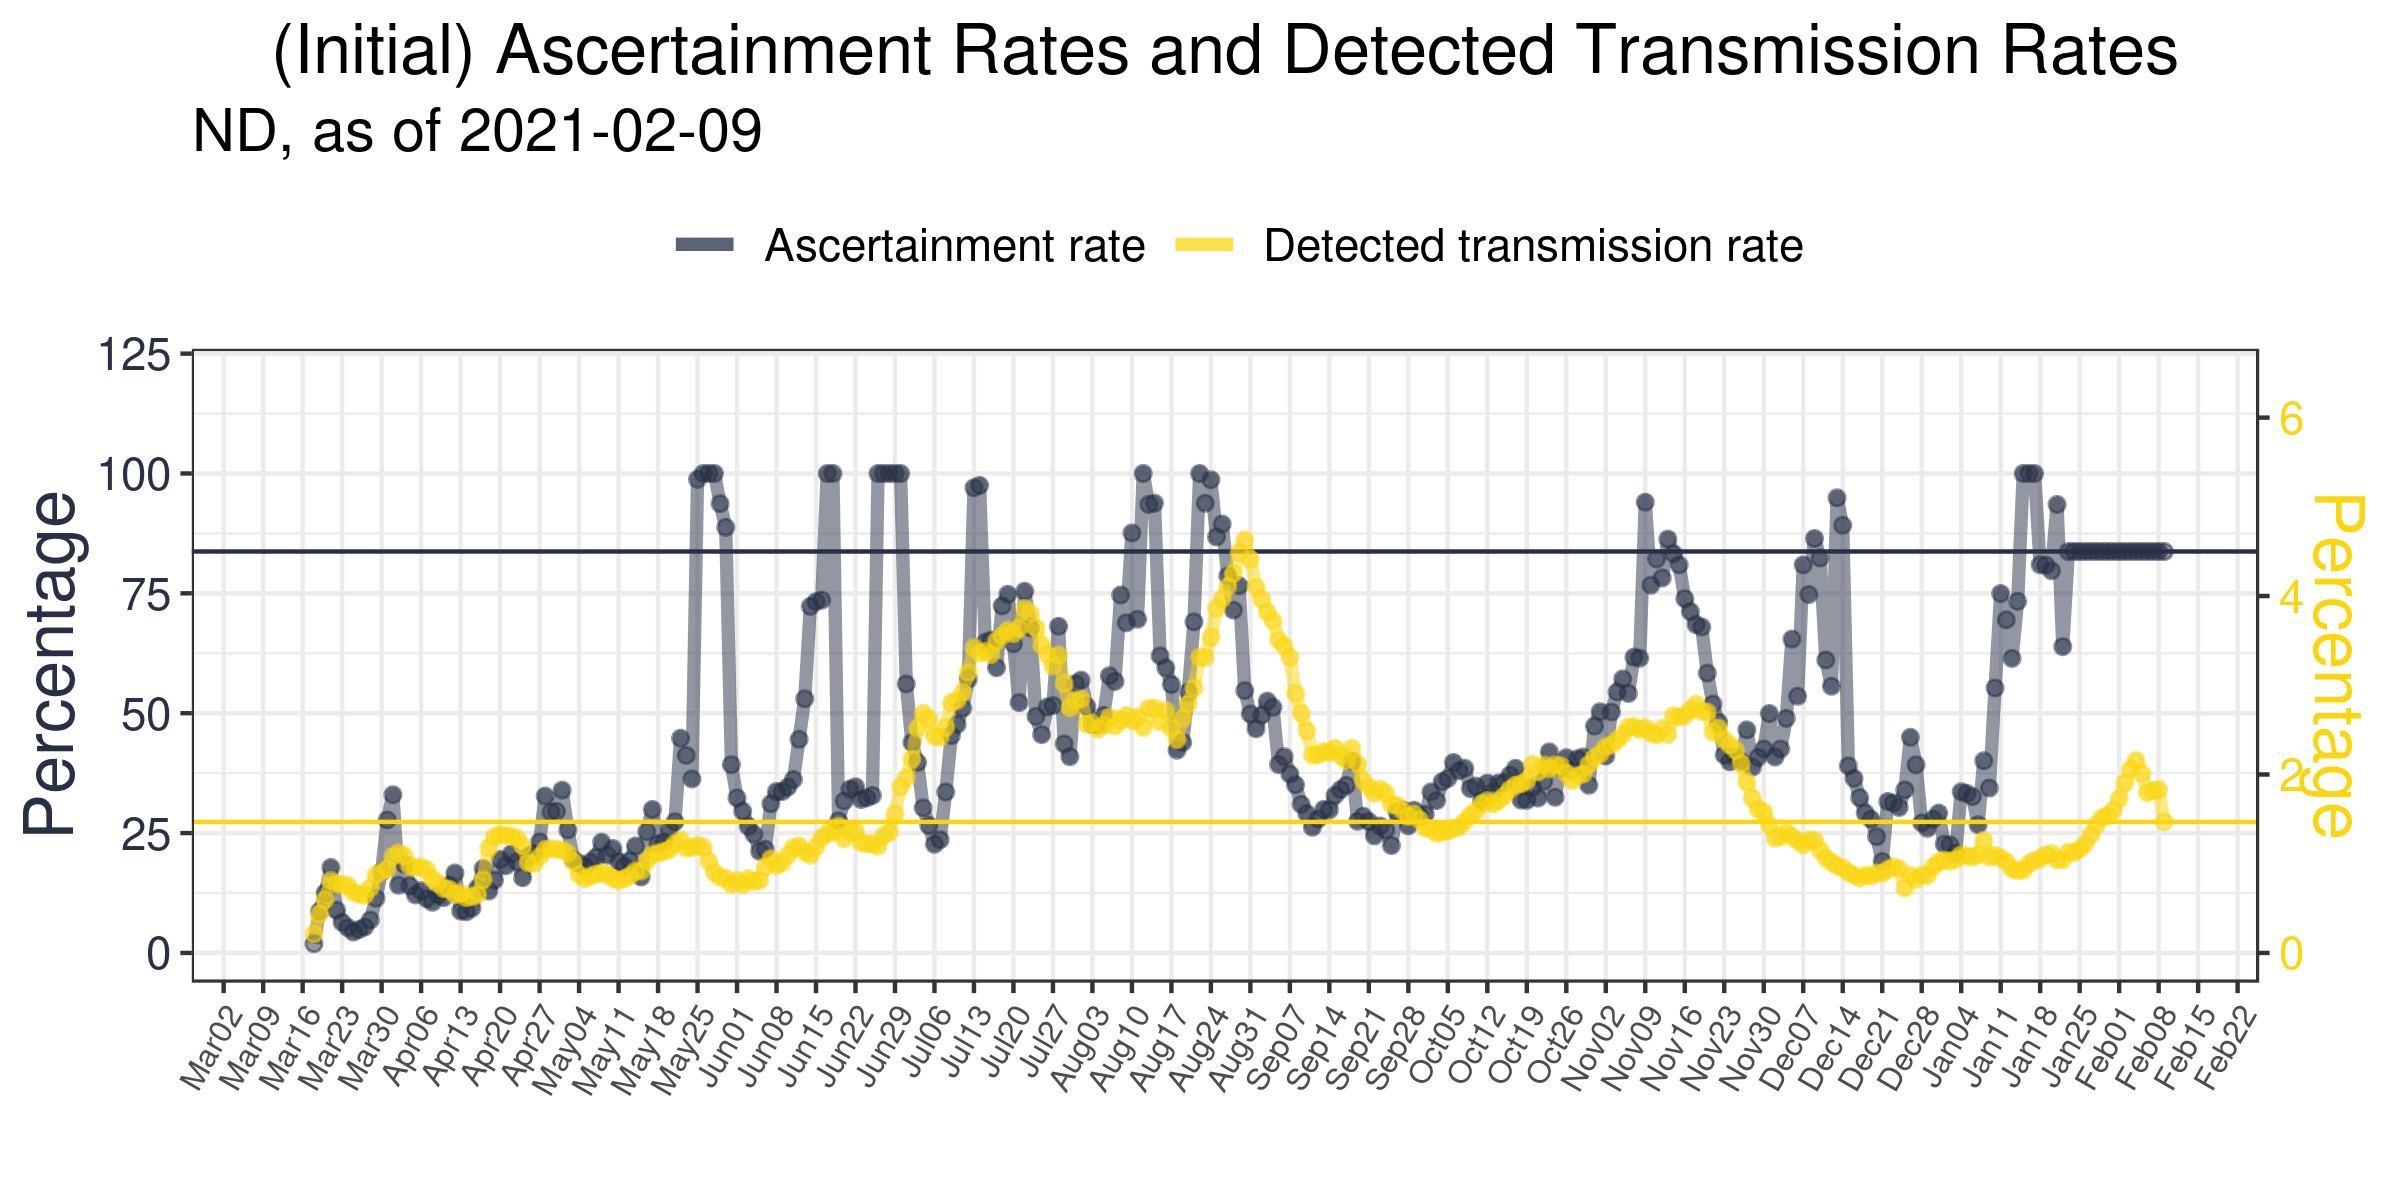 (Initial) Ascertainment Rates and Detected Transmission Rates
ND, as of 2021-02-09
Ascertainment rate
Detected transmission rate
125
100
75
50
25
0
Percentage
6
4
2
0
Percentage
Mar02
Mar09
Mar16
Mar23
Mar30
Apr06
Apr13
Apr20
Apr27
May04
May11
May18
May25
Jun01
Jun08
Jun15
Jun22
Jun29
Jul06
Jul13
Jul20
Jul27
Aug03
Aug10
Aug17
Aug24
Aug31
Sep07
Sep14
Sep21
Sep28
Oct05
Oct12
Oct19
Oct26
Nov02
Nov09
Nov16
Nov23
Nov30
Dec07
Dec14
Dec21
Dec28
Jan04
Jan11
Jan18
Jan25
Feb01
Feb08
Feb15
Feb22